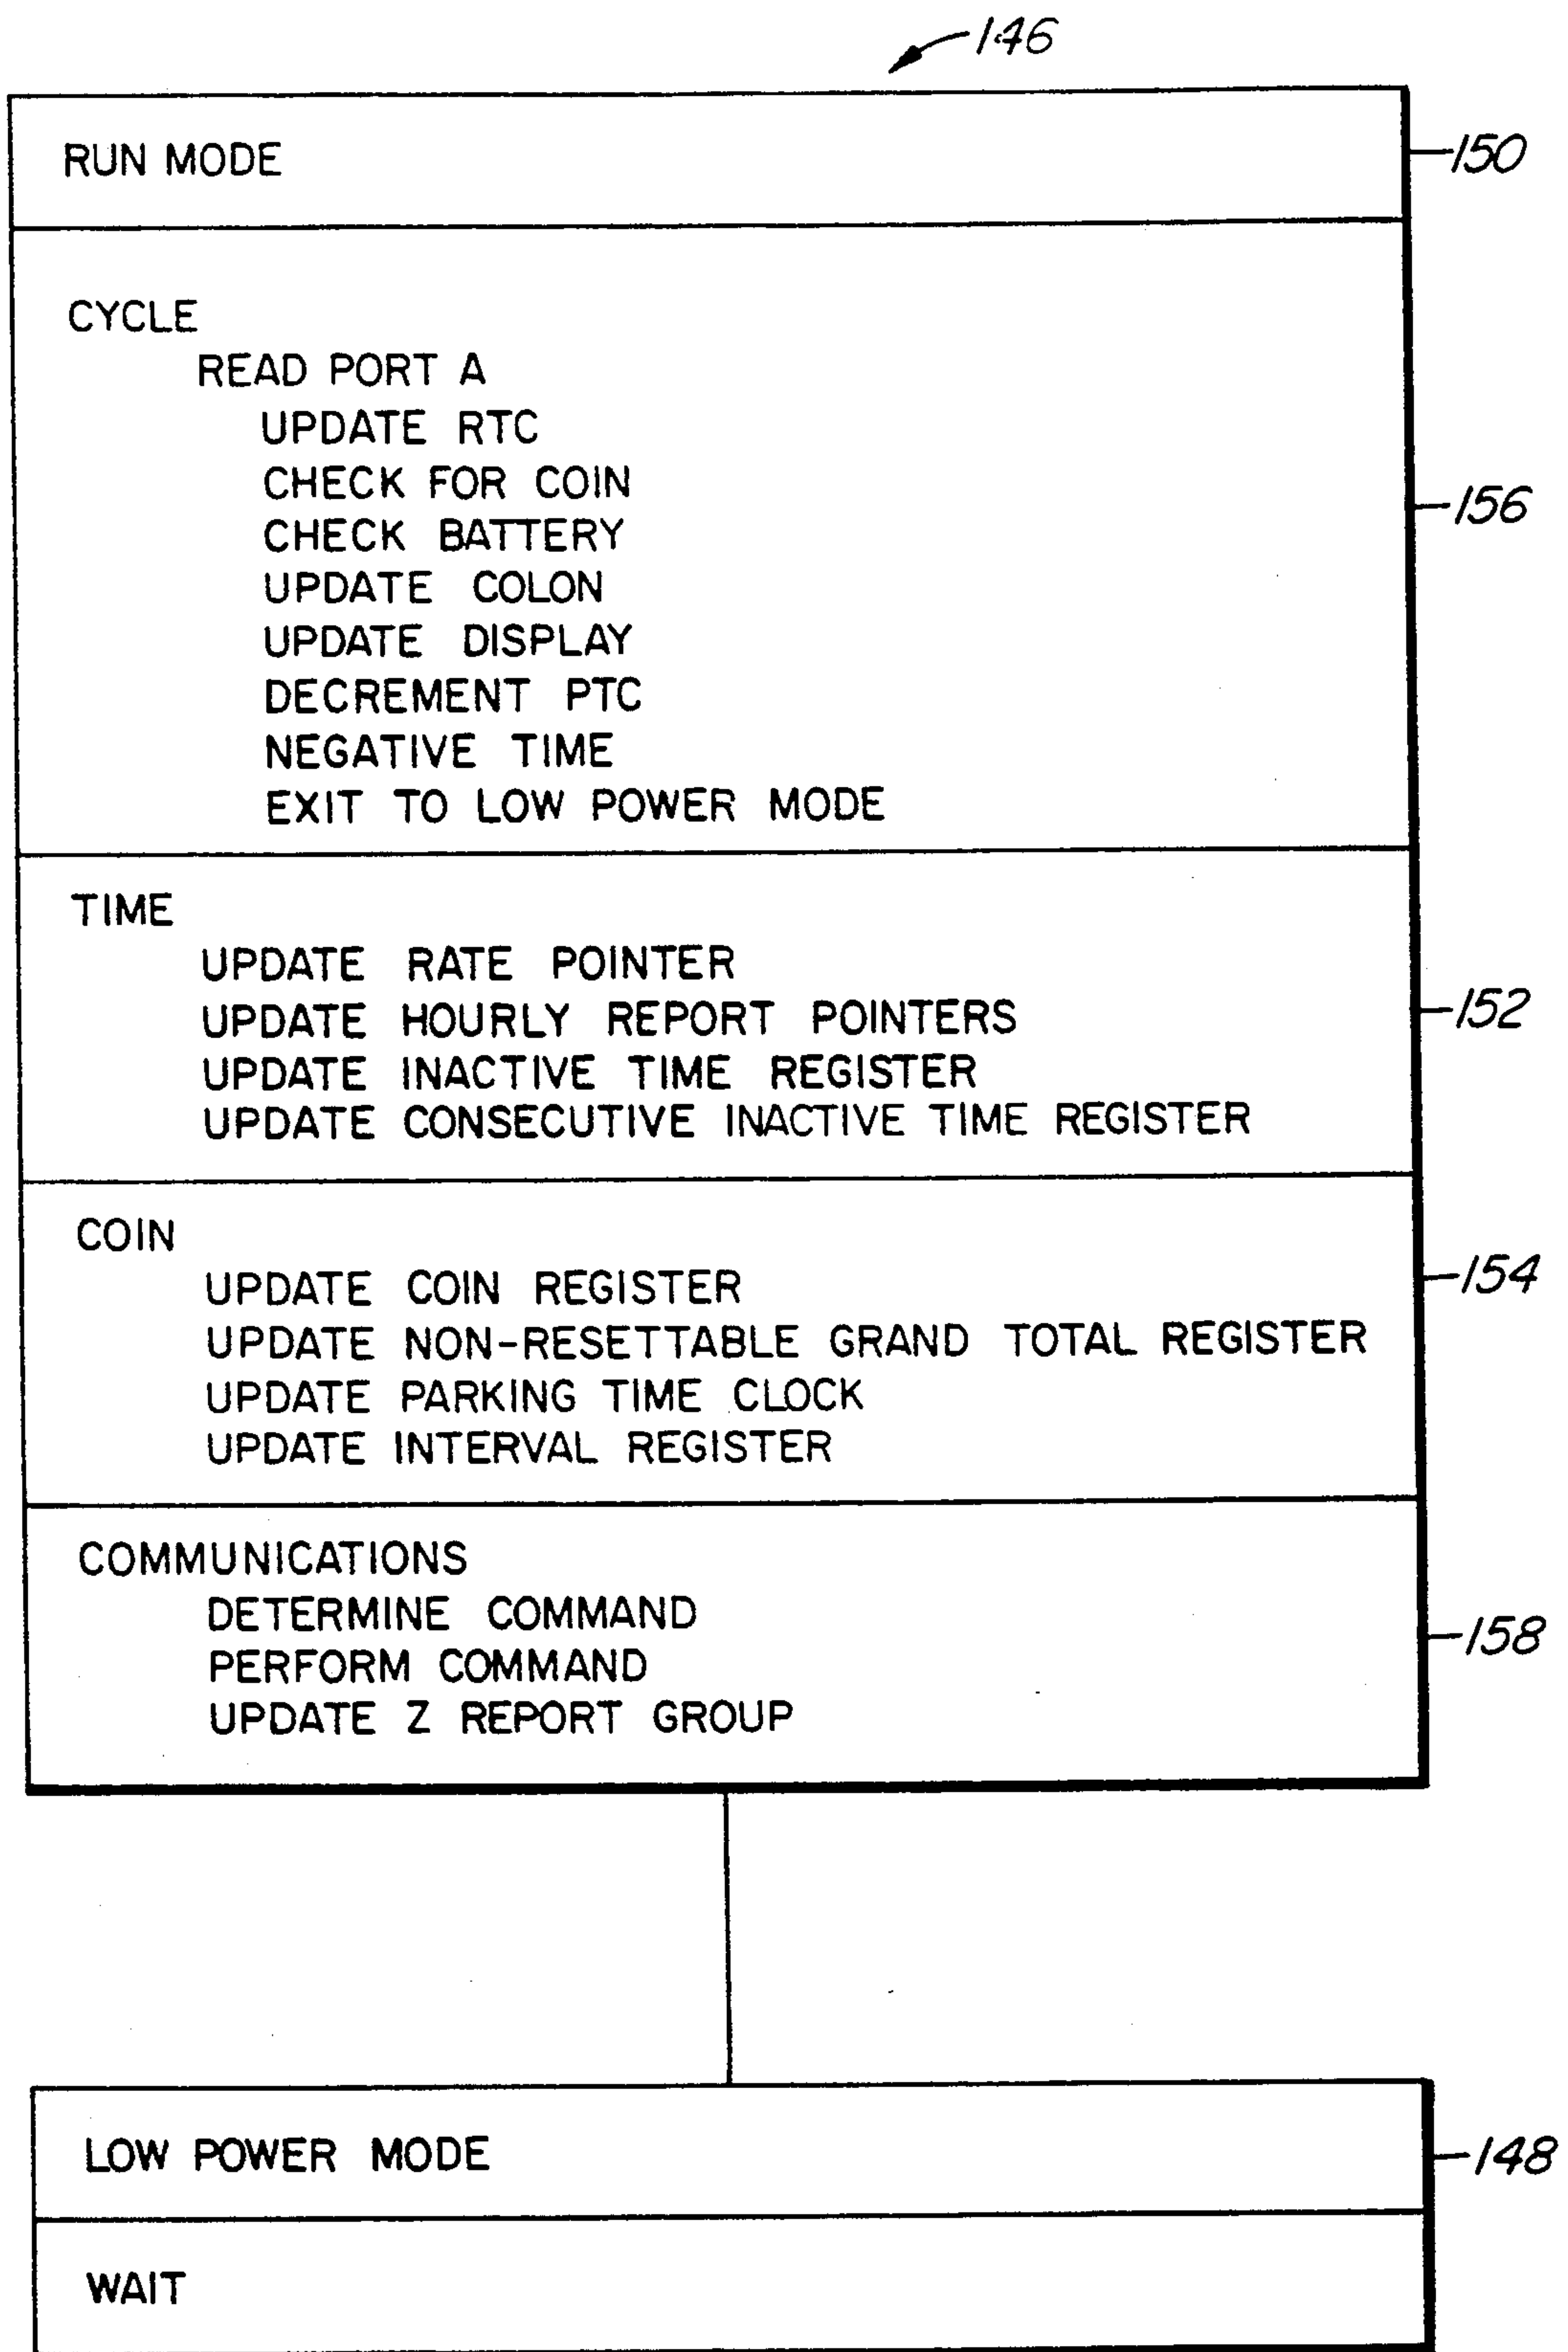 146
RUN MODE
150
CYCLE
READ PORT A
UPDATE RTC
CHECK FOR COIN
CHECK BATTERY
156
UPDATE COLON
UPDATE DISPLAY
DECREMENT PTC
NEGATIVE TIME
EXIT TO LOW POWER MODE
TIME
UPDATE RATE POINTER
UPDATE HOURLY REPORT POINTERS
152
UPDATE INACTIVE TIME REGISTER
UPDATE CONSECUTIVE INACTIVE TIME REGISTER
COIN
UPDATE COIN REGISTER
154
UPDATE NON-RESETTABLE GRAND TOTAL REGISTER
UPDATE PARKING TIME CLOCK
UPDATE INTERVAL REGISTER
COMMUNICATIONS
DETERMINE COMMAND
158
PERFORM COMMAND
UPDATE Z REPORT GROUP
LOW POWER MODE
148
WAIT